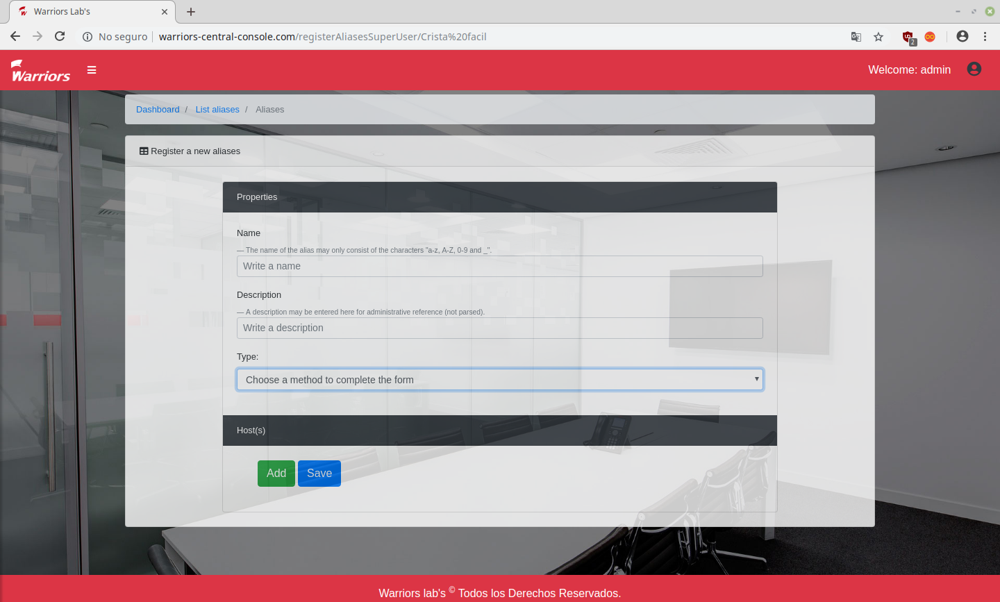 Warriors Lab's
No seguro
warriors-central-console.com/registerAliasesSuperUser/Crista%20facil
2
Warriors
Welcome: admin
Dashboard / List aliases / Aliases
Register a new aliases
Properties
Name
— The name of the alias may only consist of the characters "a-z, A-Z, 0-9 and _".
Write a name
Description
— A description may be entered here for administrative reference (not parsed).
Write a description
Type:
Choose a method to complete the form
Host(s)
Add Save
Warriors lab's © Todos los Derechos Reservados.